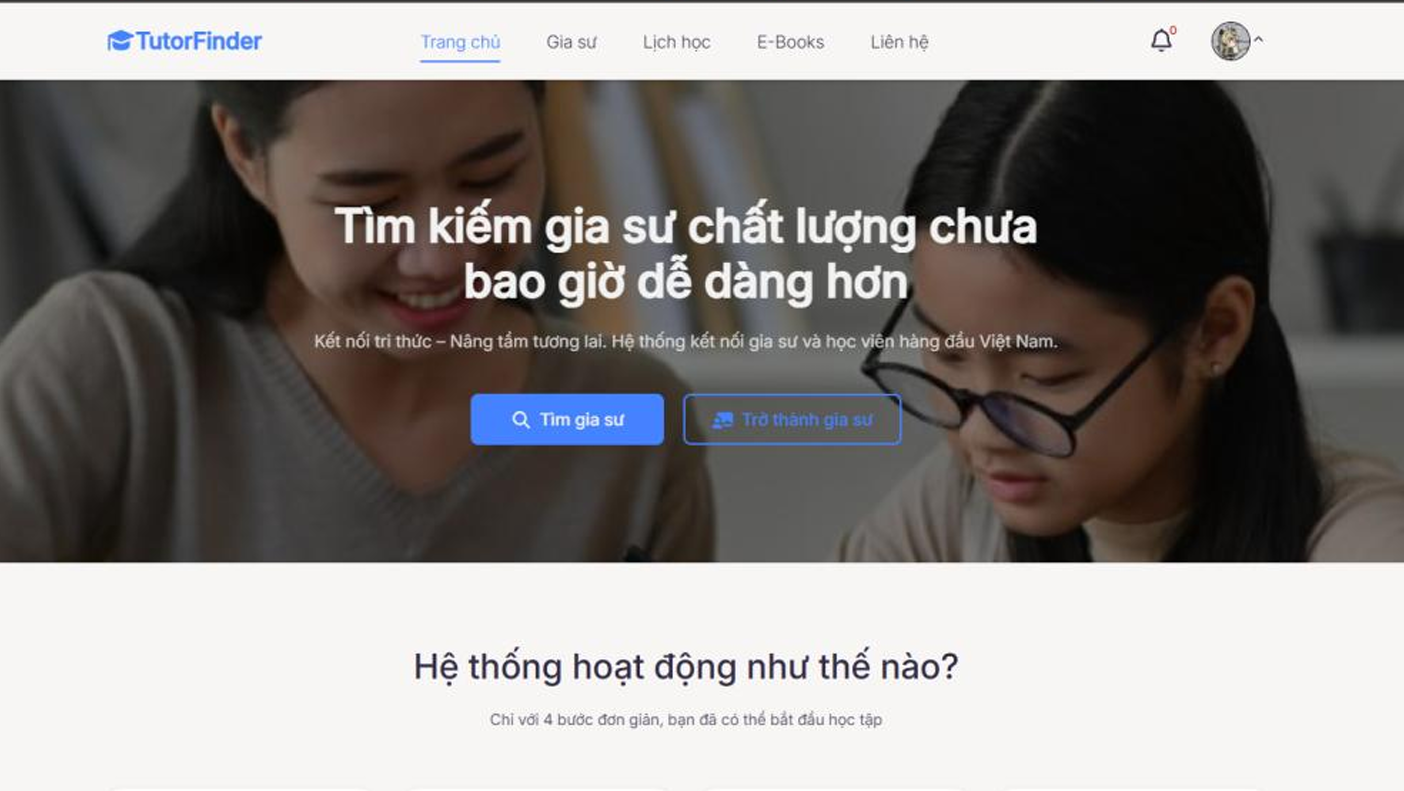 TutorFinder
Trang chủ
Gia sư
Lịch học
E-Books
Liên hệ
0
Tìm kiếm gia sư chất lượng chưa
bao giờ dễ dàng hơn
Kết nối tri thức – Nâng tầm tương lai. Hệ thống kết nối gia sư và học viên hàng đầu Việt Nam.
Tìm gia sư
Trở thành gia sư
Hệ thống hoạt động như thế nào?
Chỉ với 4 bước đơn giản, bạn đã có thể bắt đầu học tập